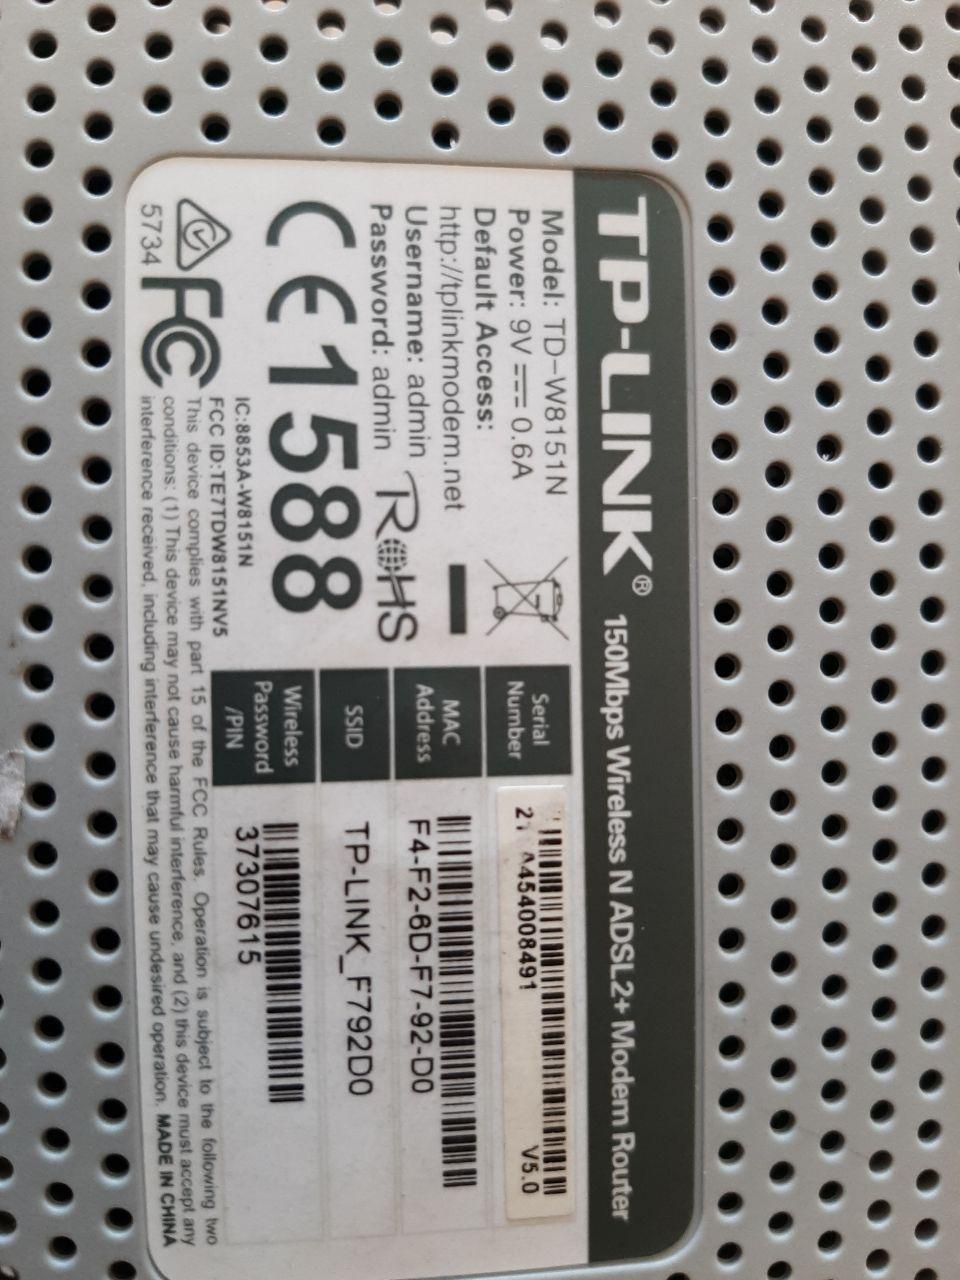 TP-LINK® 150Mbps Wireless N ADSL2+ Modem Router
Model: TD-W8151N
Power: 9V 0.6A
Default Access:
http://tplinkmodem.net
Username: admin
Password: admin
RoHS
CE1588
5734
FC
IC:8853A-W8151N
FCC ID:TE7TDW8151NV5
Serial
Number
A454008491
V5.0
MAC
Address
F4-F2-6D-F7-92-D0
SSID
TP-LINK_F792D0
Wireless
Password
/PIN
37307615
This device complies with part 15 of the FCC Rules. Operation is subject to the following two
conditions: (1) This device may not cause harmful interference, and (2) this device must accept any
interference received, including interference that may cause undesired operation. MADE IN CHINA